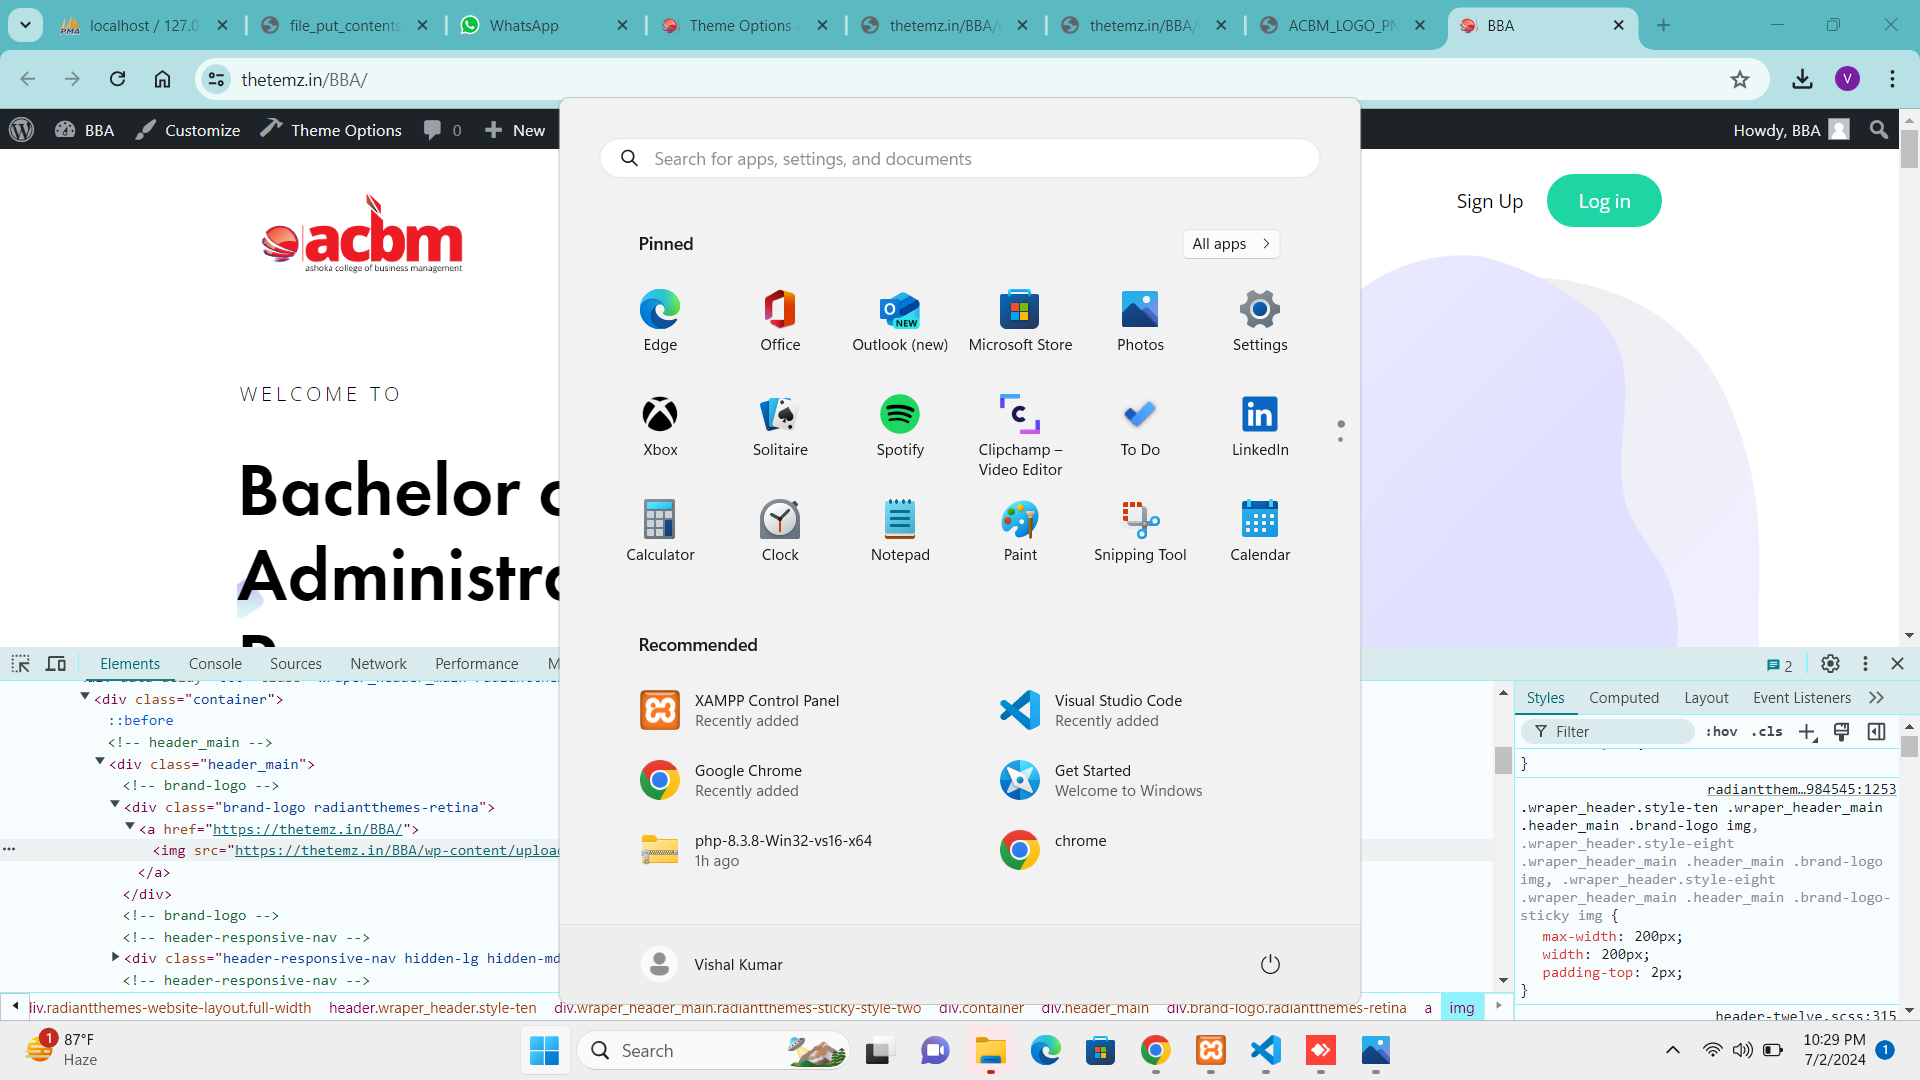 localhost / 127.0
file_put_contents
WhatsApp
Theme Options
thetemz.in/BBA/
thetemz.in/BBA/
ACBM_LOGO_PN
BBA
thetemz.in/BBA/
V
BBA
Customize
Theme Options
0
New
Howdy, BBA
acbm
ashoka college of business management
Sign Up
Log in
WELCOME TO
Bachelor
Administra
Search for apps, settings, and documents
Pinned
All apps
Edge
Office
Outlook (new)
Microsoft Store
Photos
Settings
Xbox
Solitaire
Spotify
Clipchamp –
Video Editor
To Do
LinkedIn
Calculator
Clock
Notepad
Paint
Snipping Tool
Calendar
Recommended
XAMPP Control Panel
Recently added
Visual Studio Code
Recently added
Google Chrome
Recently added
Get Started
Welcome to Windows
php-8.3.8-Win32-vs16-x64
1h ago
chrome
Vishal Kumar
Elements
Console
Sources
Network
Performance
M
2
<div class="container">
::before
<!-- header_main -->
<div class="header_main">
<!-- brand-logo -->
<div class="brand-logo radiantthemes-retina">
<a href="https://thetemz.in/BBA/">
<img src="https://thetemz.in/BBA/wp-content/upload
</a>
</div>
<!-- brand-logo -->
<!-- header-responsive-nav -->
<div class="header-responsive-nav hidden-lg hidden-md
<!-- header-responsive-nav -->
div.radiantthemes-website-layout.full-width header.wraper_header.style-ten div.wraper_header_main.radiantthemes-sticky-style-two div.container div.header_main div.brand-logo.radiantthemes-retina a img
Styles
Computed
Layout
Event Listeners
Filter
:hov
.cls
}
radiantthem…984545:1253
.wraper_header.style-ten .wraper_header_main
.header_main .brand-logo img,
.wraper_header.style-eight
.wraper_header_main .header_main .brand-logo
img, .wraper_header.style-eight
.wraper_header_main .header_main .brand-logo-
sticky img {
max-width: 200px;
width: 200px;
padding-top: 2px;
}
header-twelve.scss:315
1
87°F
Haze
Search
10:29 PM
7/2/2024
1